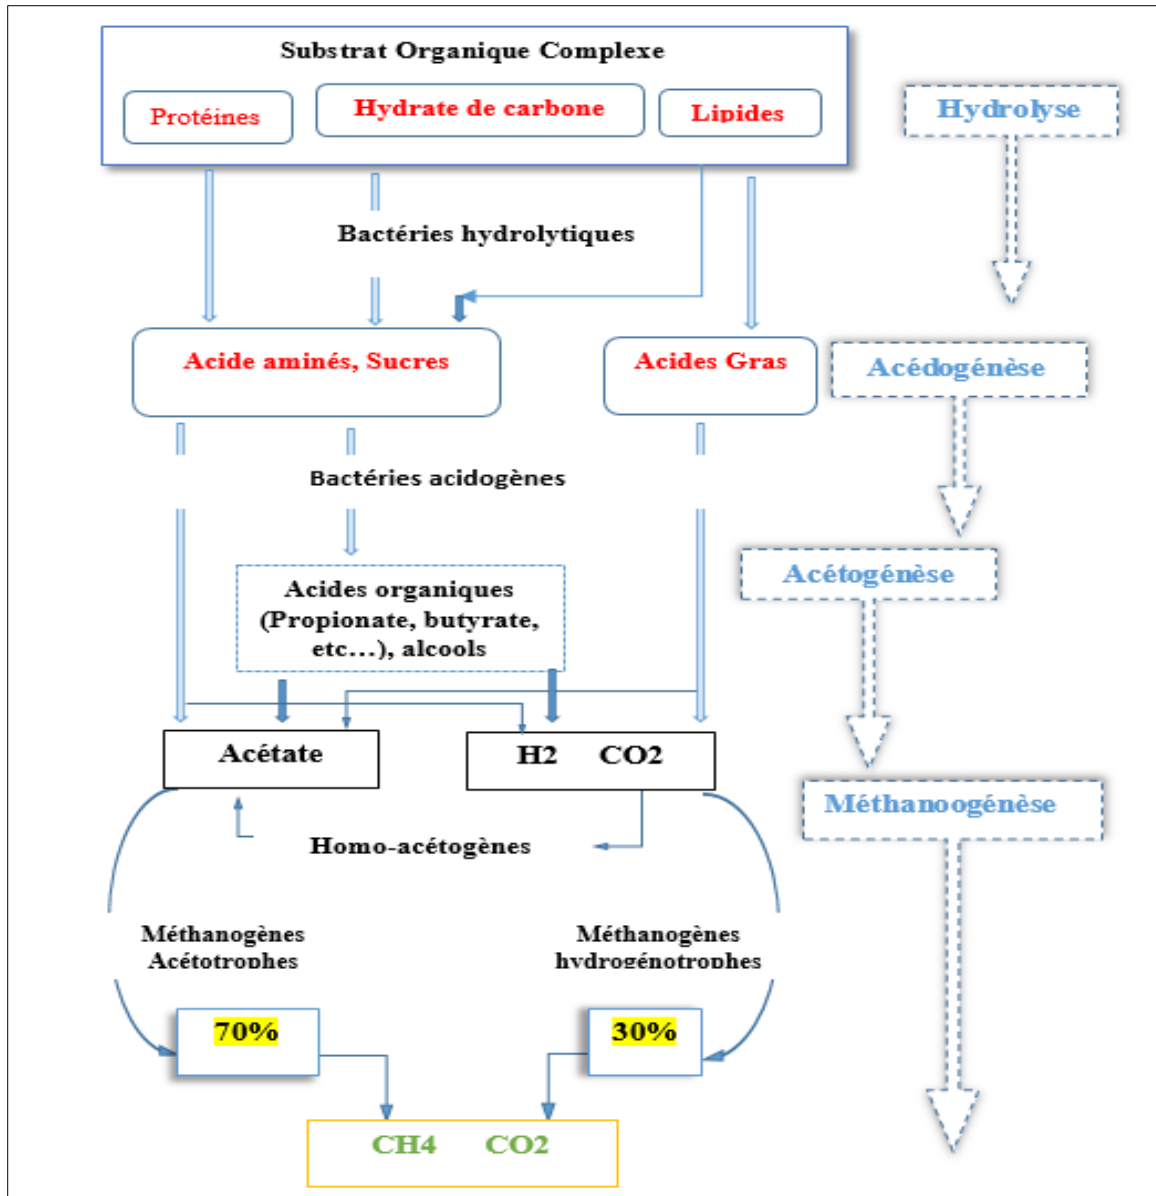 Substrat Organique Complexe
Protéines
Hydrate de carbone
Lipides
Hydrolyse
Bactéries hydrolytiques
Acide aminés, Sucres
Acides Gras
Acédogénèse
Bactéries acidogènes
Acétogénèse
Acides organiques
(Propionate, butyrate,
etc…), alcools
Acétate
H2 CO2
Méthanoogénèse
Homo-acétogènes
Méthanogènes
Acétotrophes
Méthanogènes
hydrogénotrophes
70%
30%
CH4 CO2